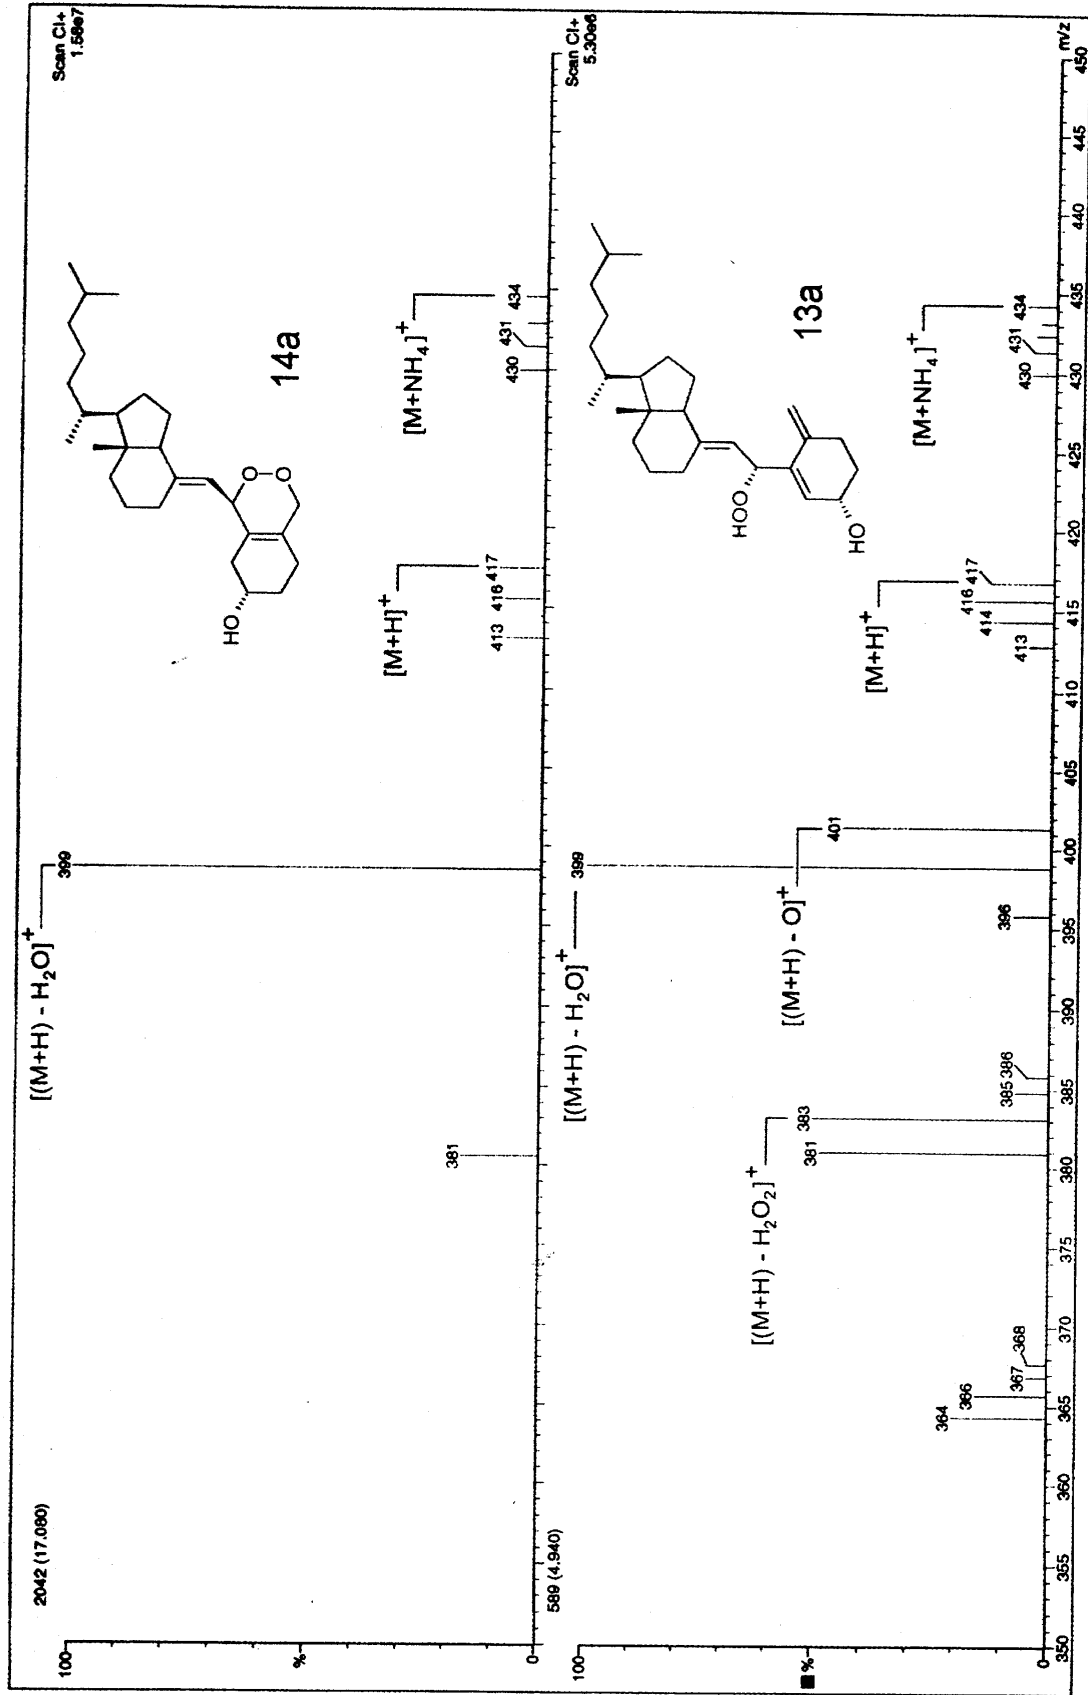 2042 (17.080)
Scan CI+
1.58e7
100
%
0
[(M+H) - H₂O]⁺
399
381
[M+H]⁺
413
416
417
[M+NH₄]⁺
430
431
434
HO
O
O
14a
589 (4.940)
Scan CI+
5.30e6
100
%
0
[(M+H) - H₂O]⁺
399
[(M+H) - O]⁺
401
[(M+H) - H₂O₂]⁺
383
381
364
366
367
368
385
386
396
[M+H]⁺
413
414
416
417
[M+NH₄]⁺
430
431
434
HOO
HO
13a
350 355 360 365 370 375 380 385 390 395 400 405 410 415 420 425 430 435 440 445 450
m/z